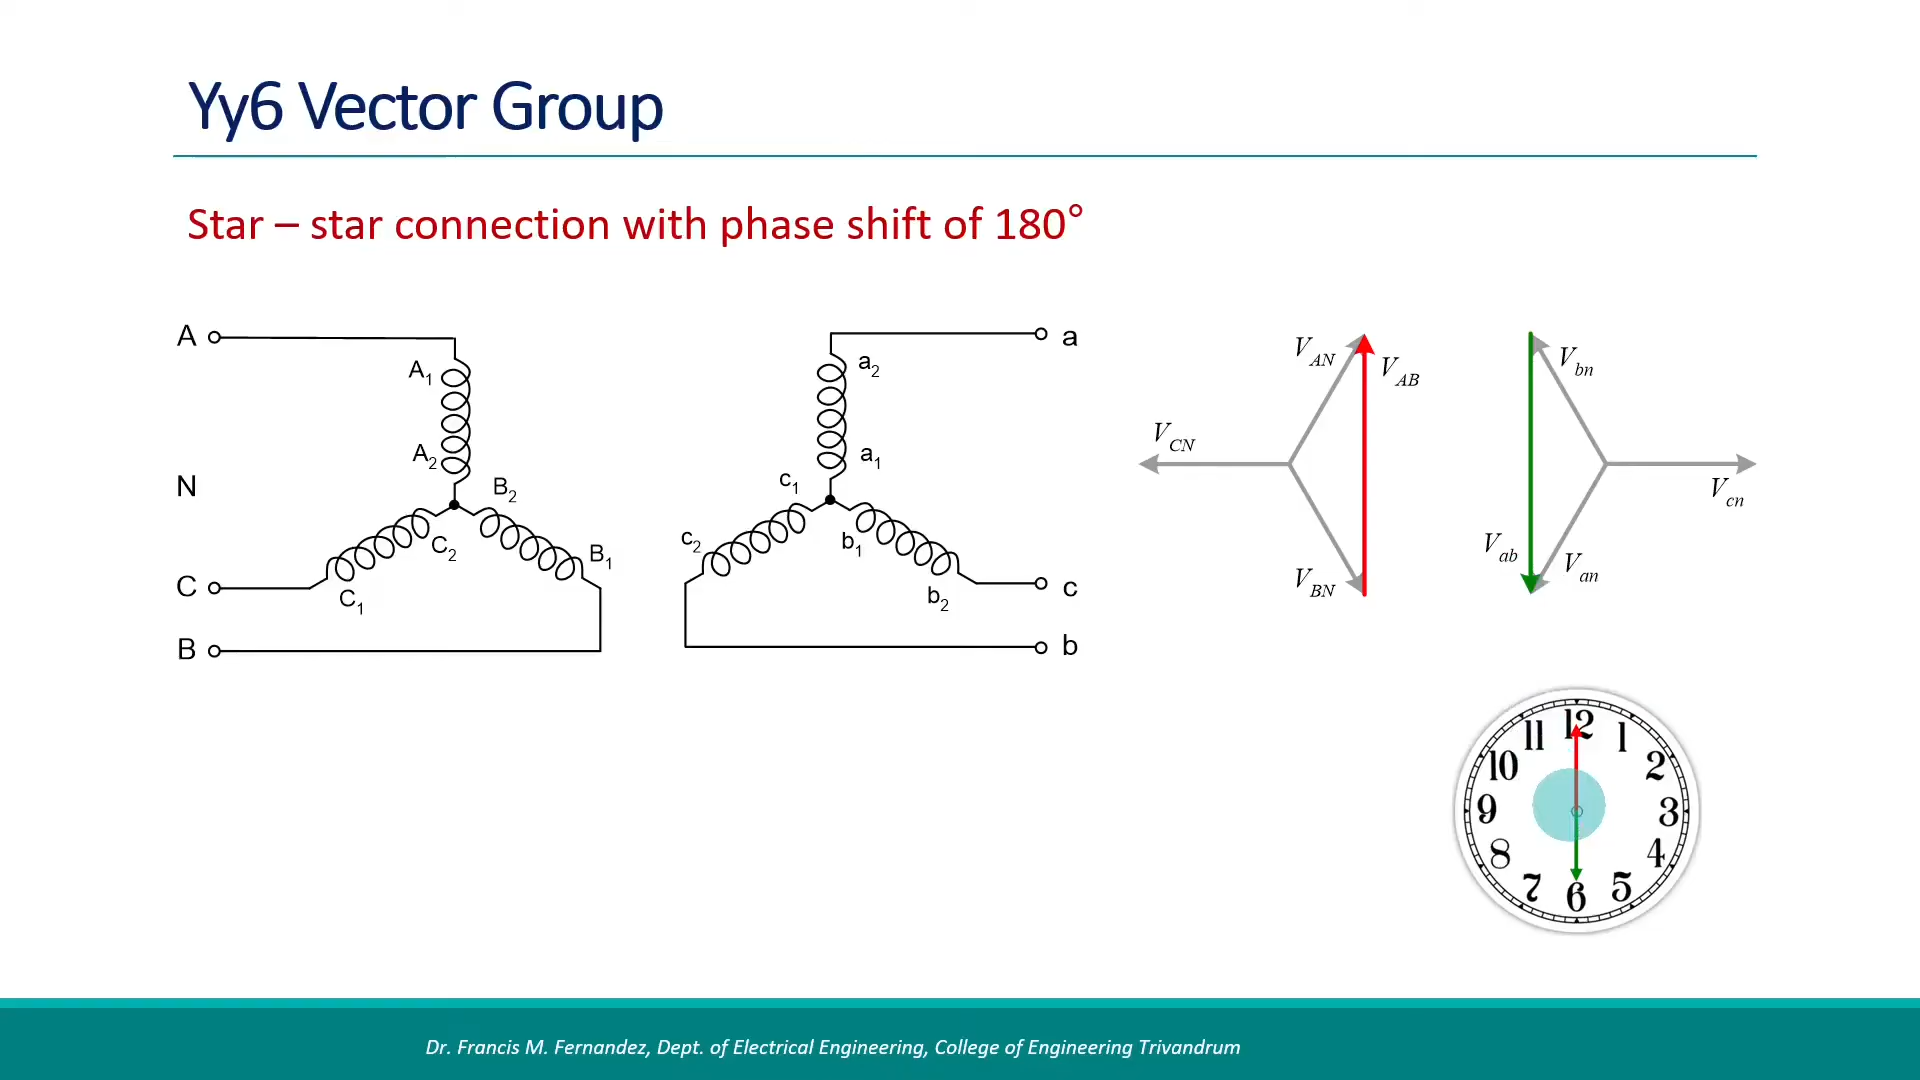 Yy6 Vector Group
Star – star connection with phase shift of 180°
A
A1
A2
N
B2
C2
B1
C
C1
B
a
a2
a1
c1
c2
b1
b2
c
b
VAN
VAB
VCN
VBN
Vbn
Vcn
Vab
Van
12
1
2
3
4
5
6
7
8
9
10
11
Dr. Francis M. Fernandez, Dept. of Electrical Engineering, College of Engineering Trivandrum